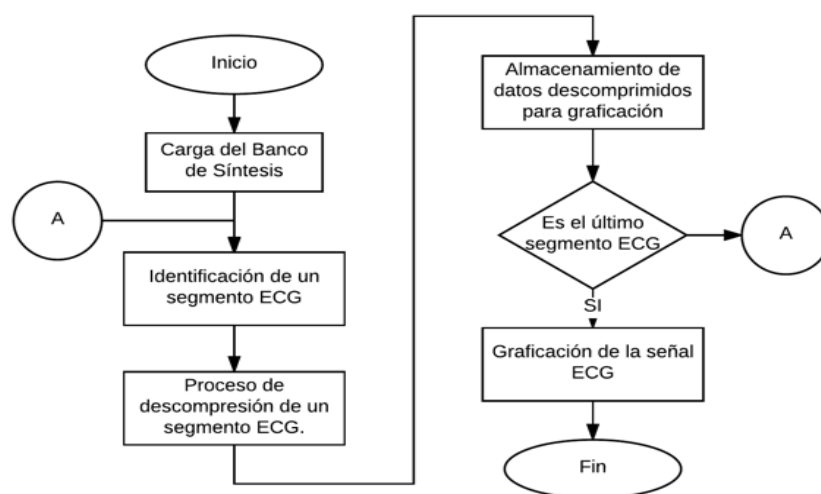 Inicio
Carga del Banco
de Síntesis
A
Identificación de un
segmento ECG
Proceso de
descompresión de un
segmento ECG.
Almacenamiento de
datos descomprimidos
para graficación
Es el último
segmento ECG
A
SI
Graficación de la señal
ECG
Fin